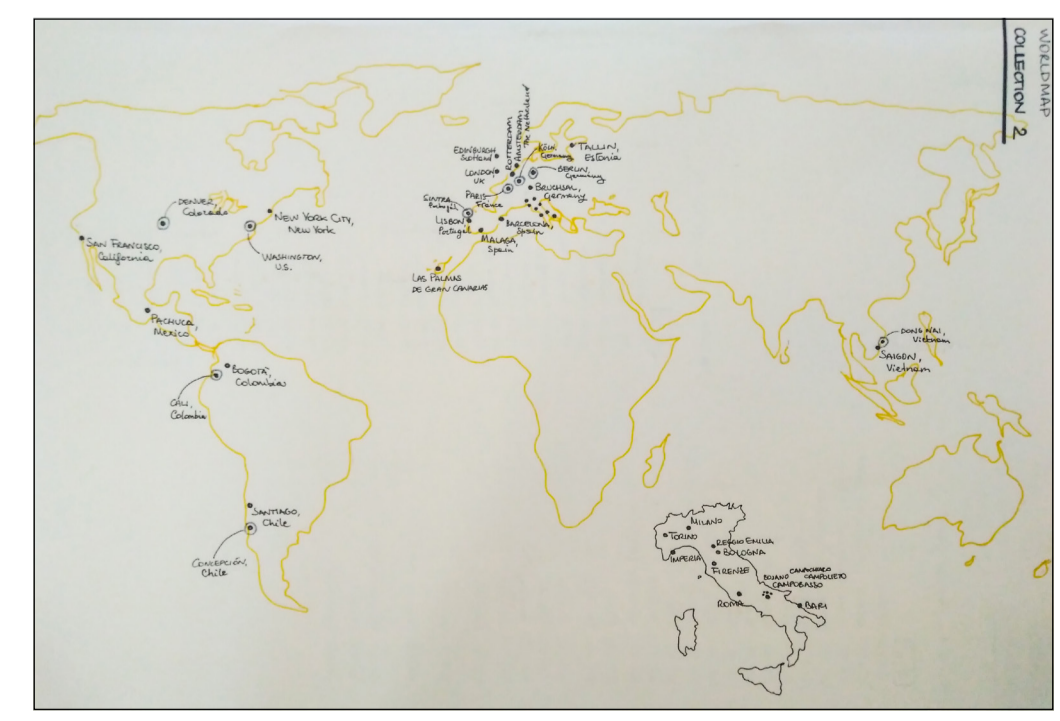 WORLDMAP
COLLECTION 2
EDINBURGH,
Scotland
LONDON,
UK
ROTTERDAM
AMSTERDAM
The Netherland
KÖLN,
Germany
TALLIN,
Estonia
BERLIN,
Germany
PARIS
France
BRUCHSAL,
Germany
SINTRA
Portugal
LISBON
Portugal
BARCELONA,
Spain
MALAGA,
Spain
LAS PALMAS
DE GRAN CANARIAS
DENVER,
Colorado
NEW YORK CITY,
New York
SAN FRANCISCO,
California
WASHINGTON,
U.S.
PACHUCA,
Mexico
BOGOTÀ,
Colombia
CALI,
Colombia
SANTIAGO,
Chile
CONCEPCIÓN,
Chile
DONG NAI,
Vietnam
SAIGON,
Vietnam
MILANO
TORINO
REGGIO EMILIA
BOLOGNA
IMPERIA
FIRENZE
BOJANO
CAMPOLIETO
CAMPOBASSO
ROMA
BARI